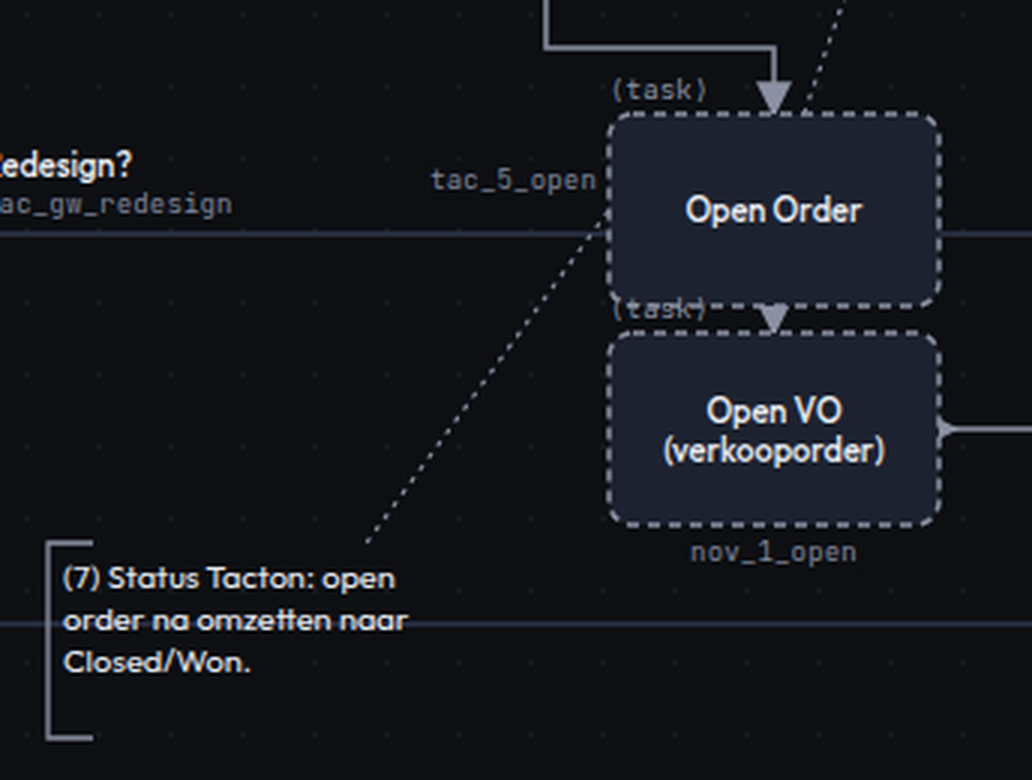 (task)
edesign?
ac_gw_redesign
tac_5_open
Open Order
(task)
Open VO
(verkooporder)
nov_1_open
(7) Status Tacton: open
order na omzetten naar
Closed/Won.